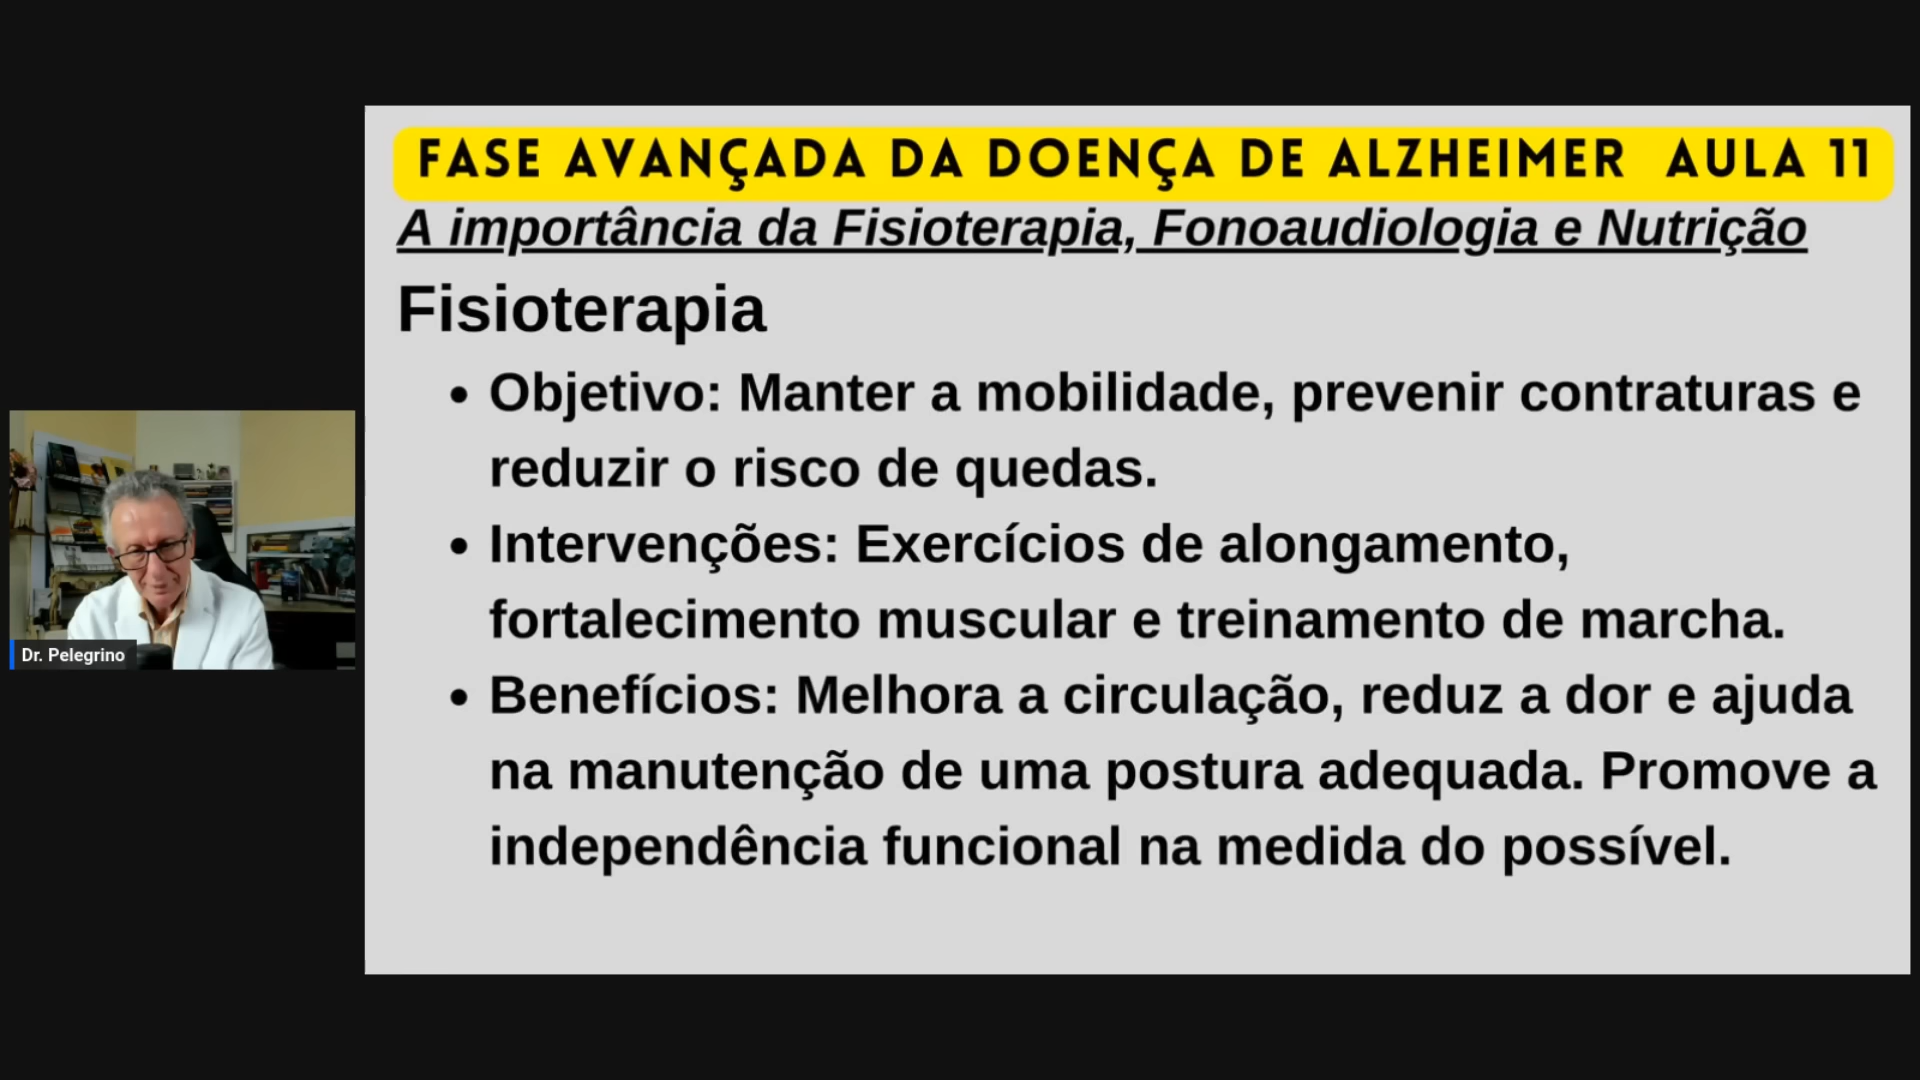 FASE AVANÇADA DA DOENÇA DE ALZHEIMER AULA 11
A importância da Fisioterapia, Fonoaudiologia e Nutrição
Fisioterapia
• Objetivo: Manter a mobilidade, prevenir contraturas e
reduzir o risco de quedas.
• Intervenções: Exercícios de alongamento,
fortalecimento muscular e treinamento de marcha.
• Benefícios: Melhora a circulação, reduz a dor e ajuda
na manutenção de uma postura adequada. Promove a
independência funcional na medida do possível.
Dr. Pelegrino